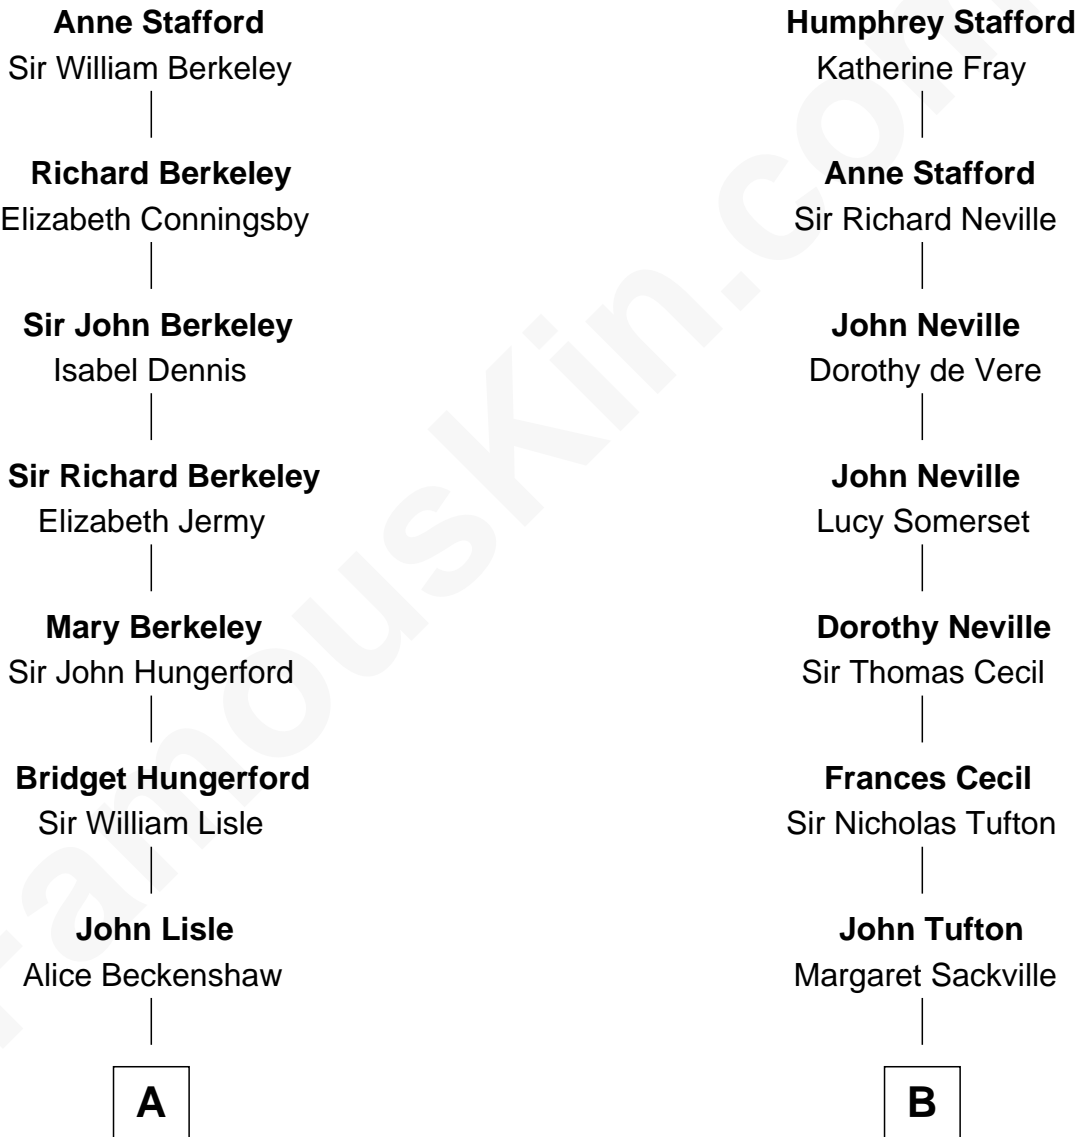 Anne Stafford
Sir William Berkeley
Richard Berkeley
Elizabeth Conningsby
Sir John Berkeley
Isabel Dennis
Sir Richard Berkeley
Elizabeth Jermy
Mary Berkeley
Sir John Hungerford
Bridget Hungerford
Sir William Lisle
John Lisle
Alice Beckenshaw
A
Humphrey Stafford
Katherine Fray
Anne Stafford
Sir Richard Neville
John Neville
Dorothy de Vere
John Neville
Lucy Somerset
Dorothy Neville
Sir Thomas Cecil
Frances Cecil
Sir Nicholas Tufton
John Tufton
Margaret Sackville
B
FamousKin.com